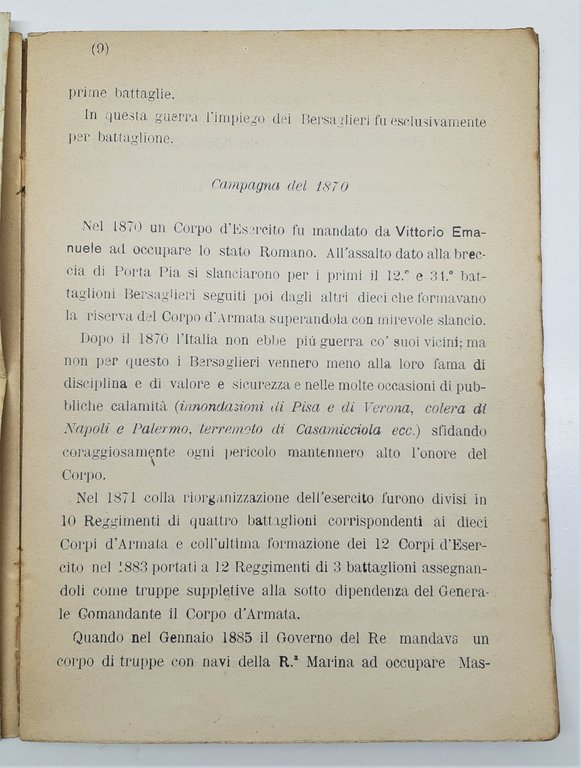 (9)
prime battaglie.
In questa guerra l'impiego dei Bersaglieri fu esclusivamente
per battaglione.
Campagna del 1870
Nel 1870 un Corpo d'Esercito fu mandato da Vittorio Ema-
nuele ad occupare lo stato Romano. All'assalto dato alla brec-
cia di Porta Pia si slanciarono per i primi il 12.º e 34.º bat-
taglioni Bersaglieri seguiti poi dagli altri dieci che formavano
la riserva del Corpo d'Armata superandola con mirevole slancio.
Dopo il 1870 l'Italia non ebbe piú guerra co' suoi vicini; ma
non per questo i Bersaglieri vennero meno alla loro fama di
disciplina e di valore e sicurezza e nelle molte occasioni di pub-
bliche calamità (innondazioni di Pisa e di Verona, colera di
Napoli e Palermo, terremoto di Casamicciola ecc.) sfidando
coraggiosamente ogni pericolo mantennero alto l'onore del
Corpo.
Nel 1871 colla riorganizzazione dell'esercito furono divisi in
10 Reggimenti di quattro battaglioni corrispondenti ai dieci
Corpi d'Armata e coll'ultima formazione dei 12 Corpi d'Eser-
cito nel 1883 portati a 12 Reggimenti di 3 battaglioni assegnan-
doli come truppe suppletive alla sotto dipendenza del Genera-
le Comandante il Corpo d'Armata.
Quando nel Gennaio 1885 il Governo del Re mandava un
corpo di truppe con navi della R.ª Marina ad occupare Mas-